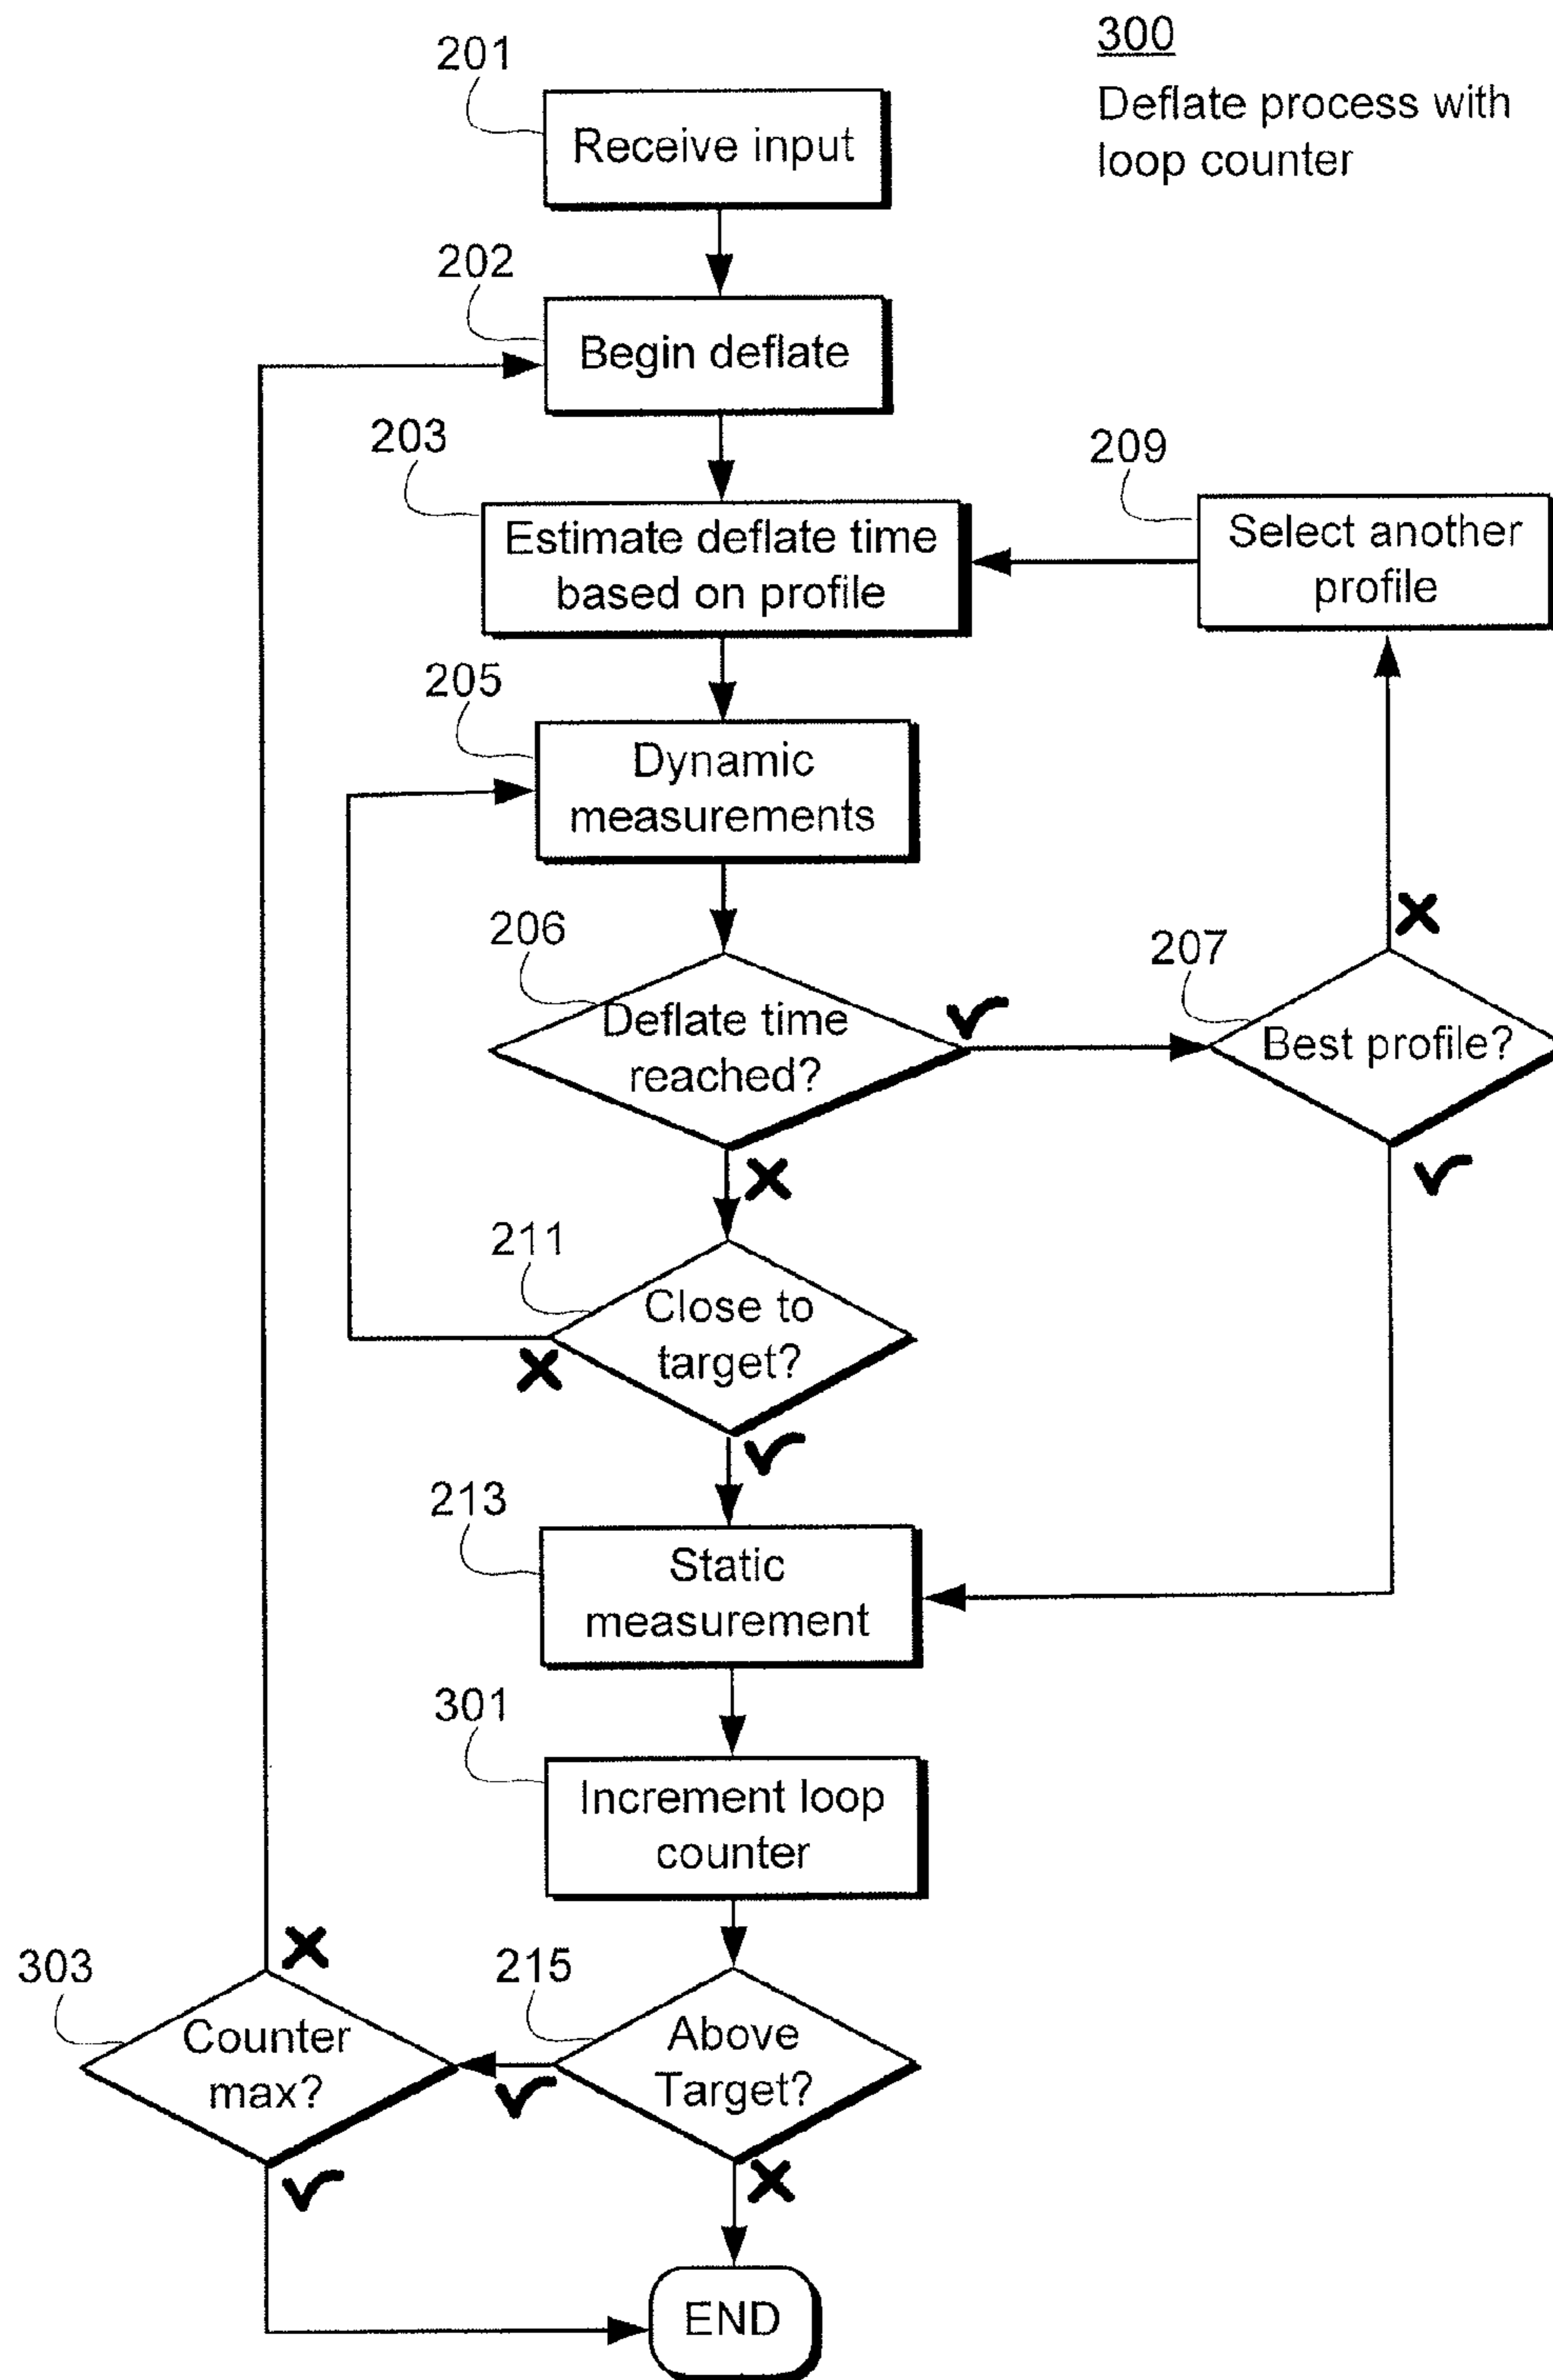 300
Deflate process with
loop counter
201
Receive input
202
Begin deflate
203
Estimate deflate time
based on profile
209
Select another
profile
205
Dynamic
measurements
206
Deflate time
reached?
207
Best profile?
211
Close to
target?
213
Static
measurement
301
Increment loop
counter
303
Counter
max?
215
Above
Target?
END